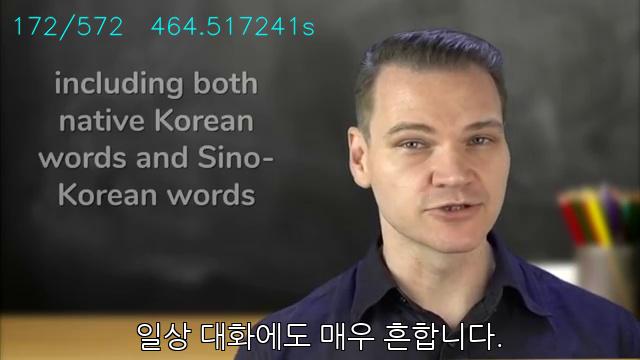 172/572 464.517241s
including both
native Korean
words and Sino-
Korean words
일상 대화에도 매우 흔합니다.